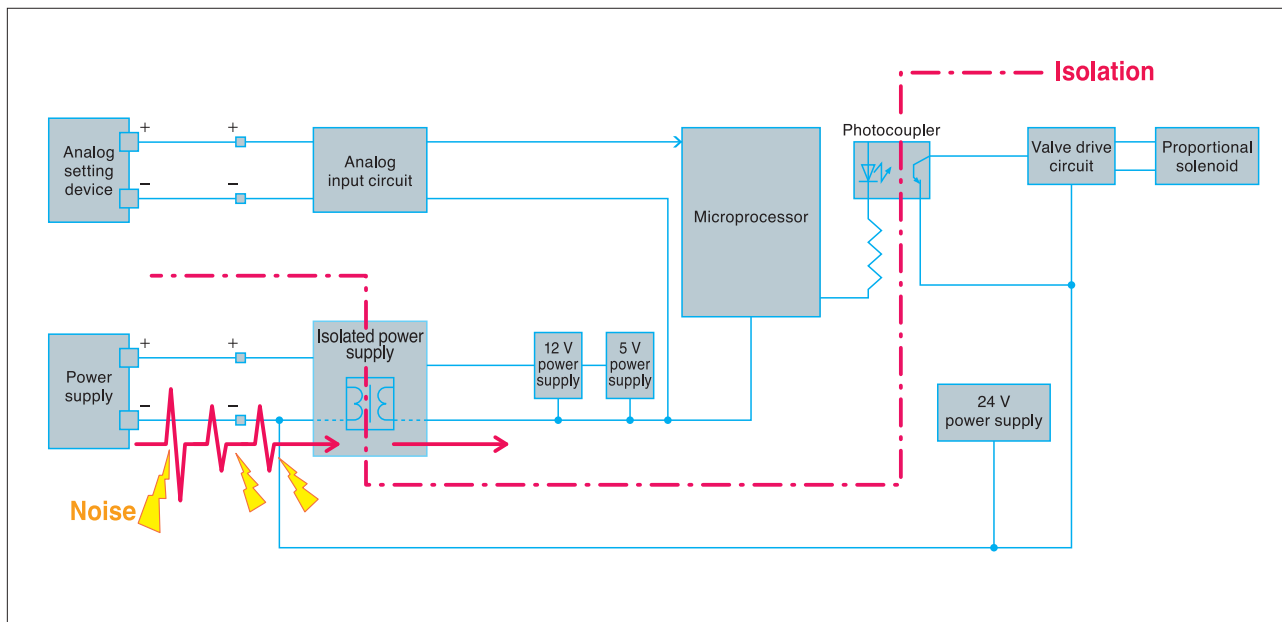 Isolation
Photocoupler
+
+
Analog
setting
device
−
−
Analog
input circuit
Microprocessor
Valve drive
circuit
Proportional
solenoid
+
+
Power
supply
−
−
Isolated power
supply
12 V
power
supply
5 V
power
supply
24 V
power supply
Noise